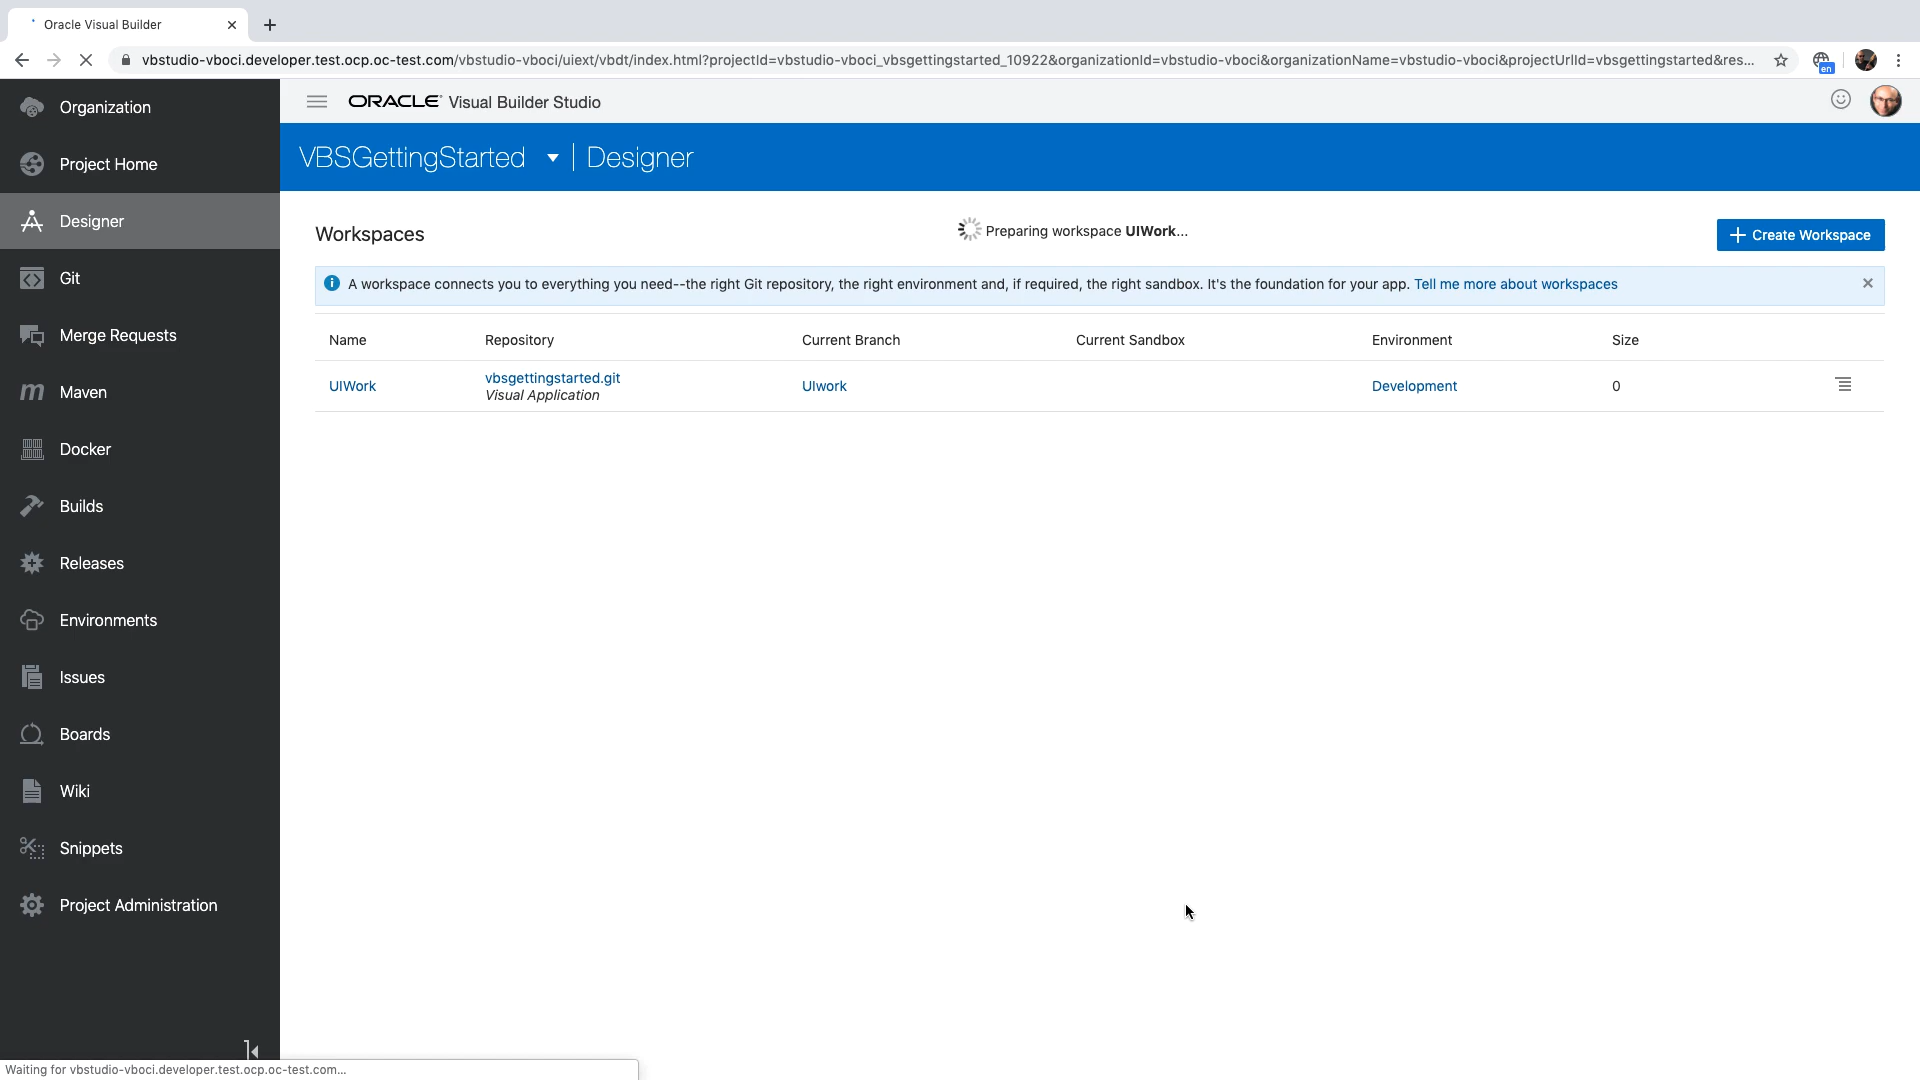 Oracle Visual Builder
vbstudio-vboci.developer.test.ocp.oc-test.com/vbstudio-vboci/uiext/vbdt/index.html?projectId=vbstudio-vboci_vbsgettingstarted_10922&organizationId=vbstudio-vboci&organizationName=vbstudio-vboci&projectUrlId=vbsgettingstarted&res...
en
Organization
Project Home
Designer
Git
Merge Requests
Maven
Docker
Builds
Releases
Environments
Issues
Boards
Wiki
Snippets
Project Administration
ORACLE Visual Builder Studio
VBSGettingStarted | Designer
Workspaces
Preparing workspace UIWork...
Create Workspace
A workspace connects you to everything you need--the right Git repository, the right environment and, if required, the right sandbox. It's the foundation for your app. Tell me more about workspaces
Name Repository Current Branch Current Sandbox Environment Size
UIWork vbsgettingstarted.git UIwork Development 0
Visual Application
Waiting for vbstudio-vboci.developer.test.ocp.oc-test.com...